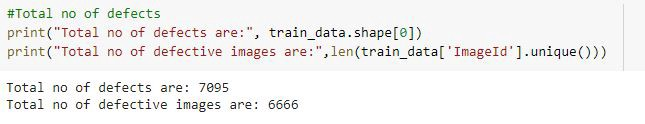 #Total no of defects
print("Total no of defects are:", train_data.shape[0])
print("Total no of defective images are:",len(train_data['ImageId'].unique()))
Total no of defects are: 7095
Total no of defective images are: 6666